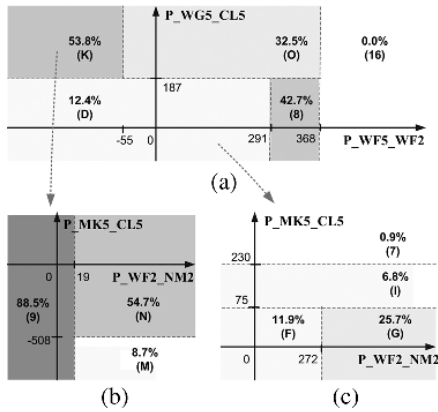 P_WG5_CL5
53.8%
(K)
32.5%
(O)
0.0%
(16)
187
12.4%
(D)
42.7%
(8)
-55
0
291
368
P_WF5_WF2
(a)
P_MK5_CL5
0
19
P_WF2_NM2
88.5%
(9)
54.7%
(N)
-508
8.7%
(M)
(b)
P_MK5_CL5
0.9%
(7)
230
6.8%
(I)
75
11.9%
(F)
25.7%
(G)
0
272
P_WF2_NM2
(c)